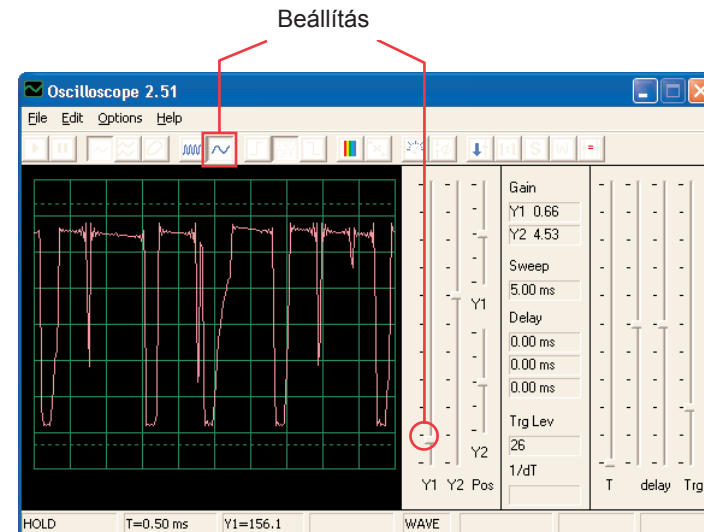 Beállítás
Oscilloscope 2.51
File Edit Options Help
1:1 S W
Gain
Y1 0.66
Y2 4.53
Sweep
5.00 ms
Y1
Delay
0.00 ms
0.00 ms
0.00 ms
Trg Lev
26
Y2
1/dT
Y1 Y2 Pos
T delay Trg
HOLD T=0.50 ms Y1=156.1 WAVE